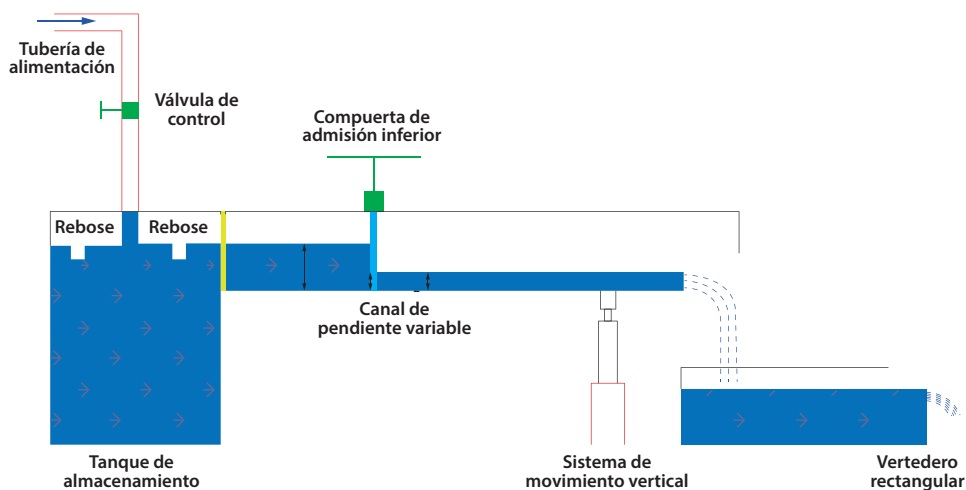 Tubería de
alimentación
Válvula de
control
Compuerta de
admisión inferior
Rebose
Rebose
Canal de
pendiente variable
Tanque de
almacenamiento
Sistema de
movimiento vertical
Vertedero
rectangular